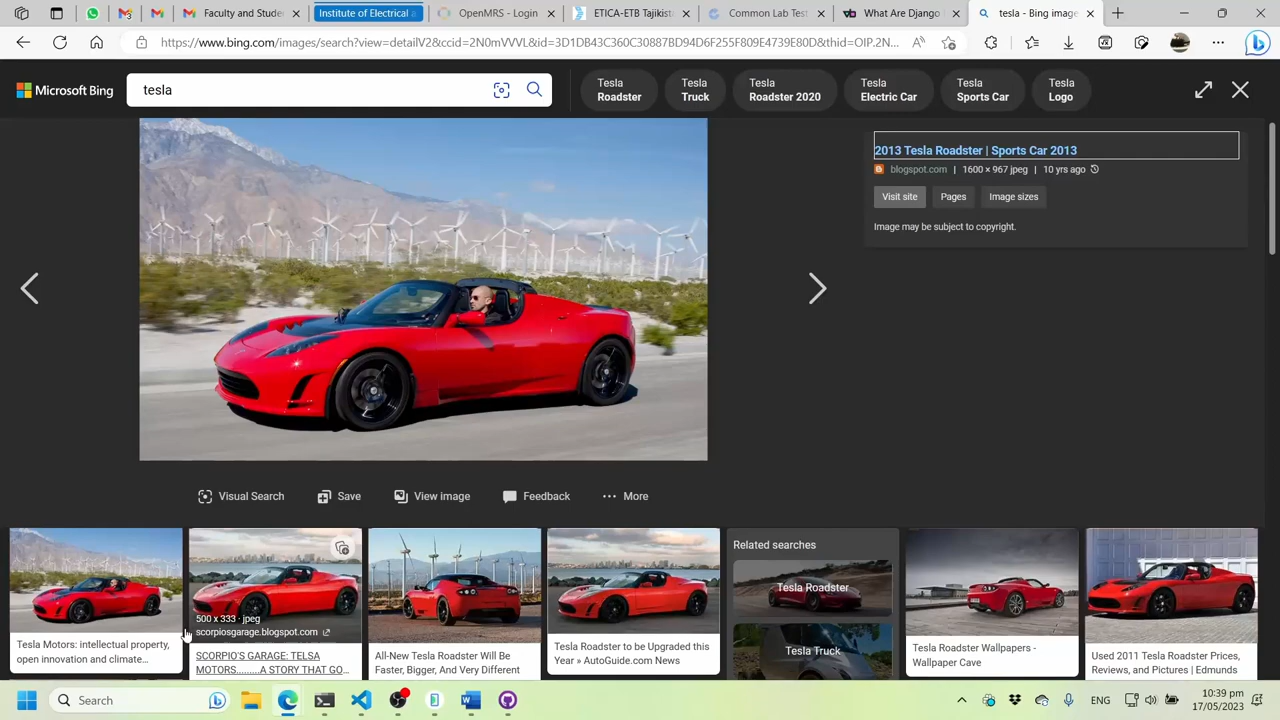 Faculty and Stude
Institute of Electrical a
OpenMRS - Login
ETICA-ETB Tajikist
Common Lab Test
What Are Django
tesla - Bing image
https://www.bing.com/images/search?view=detailV2&ccid=2N0mVVVL&id=3D1DB43C360C30887BD94D6F255F809E4739E80D&thid=OIP.2N...
Microsoft Bing
tesla
Tesla
Roadster
Tesla
Truck
Tesla
Roadster 2020
Tesla
Electric Car
Tesla
Sports Car
Tesla
Logo
2013 Tesla Roadster | Sports Car 2013
blogspot.com | 1600 × 967 jpeg | 10 yrs ago
Visit site
Pages
Image sizes
Image may be subject to copyright.
Visual Search
Save
View image
Feedback
More
Tesla Motors: intellectual property,
open innovation and climate...
500 x 333 · jpeg
scorpiosgarage.blogspot.com
SCORPIO'S GARAGE: TELSA
MOTORS.........A STORY THAT GO...
All-New Tesla Roadster Will Be
Faster, Bigger, And Very Different
Tesla Roadster to be Upgraded this
Year » AutoGuide.com News
Related searches
Tesla Roadster
Tesla Truck
Tesla Roadster Wallpapers -
Wallpaper Cave
Used 2011 Tesla Roadster Prices,
Reviews, and Pictures | Edmunds
Search
ENG
10:39 pm
17/05/2023